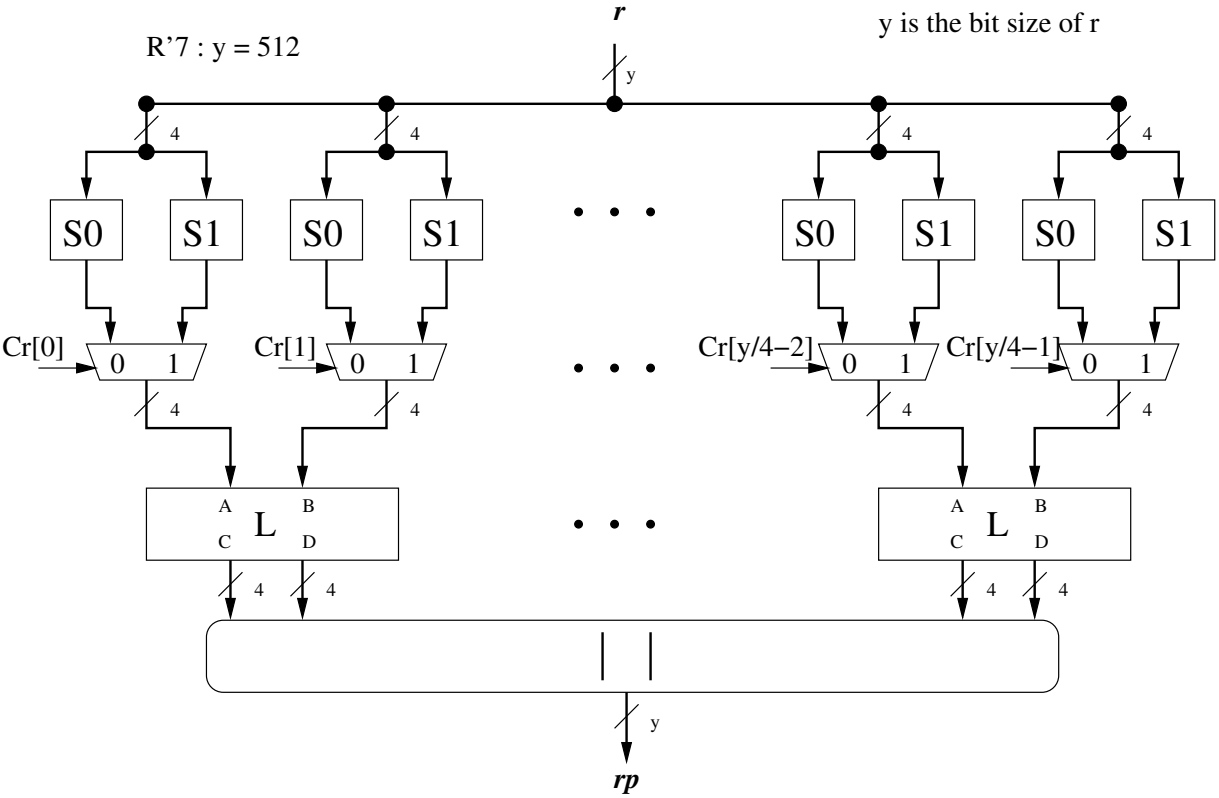 r
y is the bit size of r
R’7 : y = 512
y
4 4 4 4
S0 S1 S0 S1 S0 S1 S0 S1
Cr[0] Cr[1] Cr[y/4−2] Cr[y/4−1]
0 1 0 1 0 1 0 1
4 4 4 4
A B A B
L L
C D C D
4 4 4 4
| |
y
rp